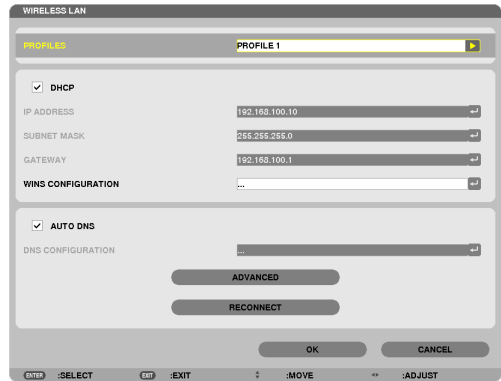 WIRELESS LAN
PROFILES PROFILE 1
DHCP
IP ADDRESS 192.168.100.10
SUBNET MASK 255.255.255.0
GATEWAY 192.168.100.1
WINS CONFIGURATION ...
AUTO DNS
DNS CONFIGURATION ...
ADVANCED
RECONNECT
OK CANCEL
ENTER :SELECT EXIT :EXIT :MOVE :ADJUST